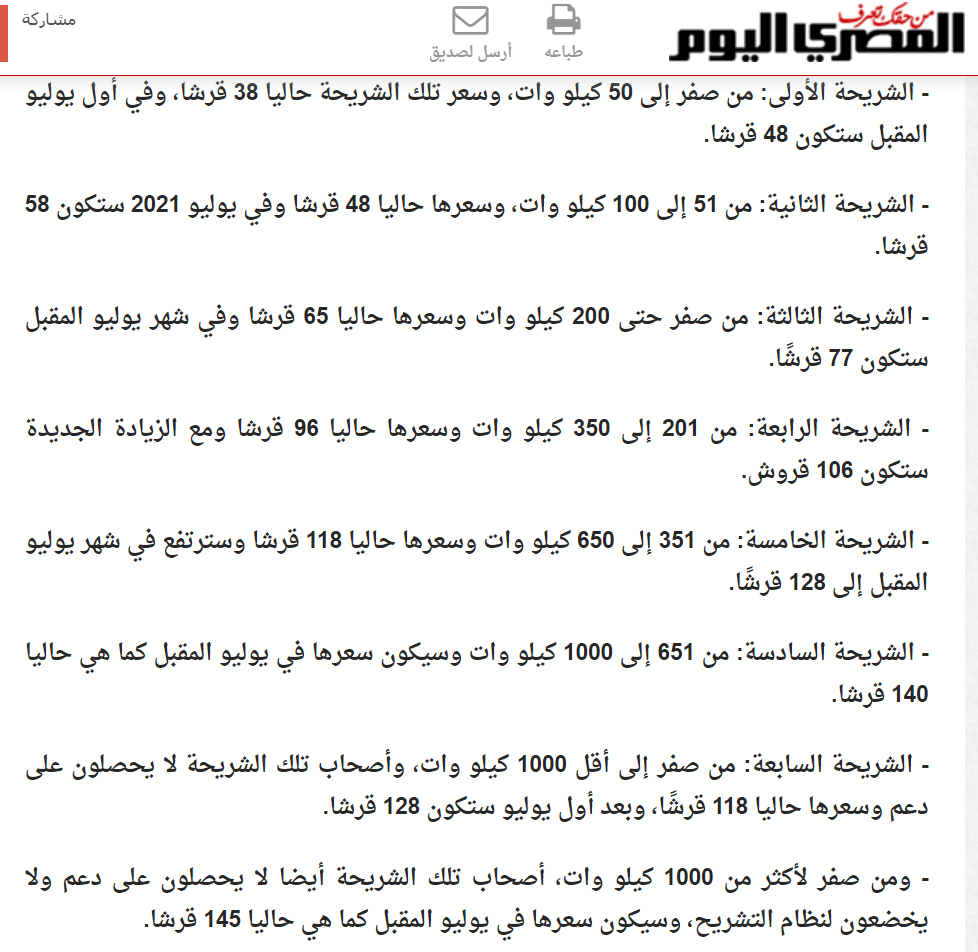 مشاركة
أرسل لصديق
طباعه
من حقك تعرف
المصري اليوم
- الشريحة الأولى: من صفر إلى 50 كيلو وات، وسعر تلك الشريحة حاليا 38 قرشا، وفي أول يوليو
المقبل ستكون 48 قرشا.
- الشريحة الثانية: من 51 إلى 100 كيلو وات، وسعرها حاليا 48 قرشا وفي يوليو 2021 ستكون 58
قرشا.
- الشريحة الثالثة: من صفر حتى 200 كيلو وات وسعرها حاليا 65 قرشا وفي شهر يوليو المقبل
ستكون 77 قرشًا.
- الشريحة الرابعة: من 201 إلى 350 كيلو وات وسعرها حاليا 96 قرشا ومع الزيادة الجديدة
ستكون 106 قروش.
- الشريحة الخامسة: من 351 إلى 650 كيلو وات وسعرها حاليا 118 قرشا وسترتفع في شهر يوليو
المقبل إلى 128 قرشًا.
- الشريحة السادسة: من 651 إلى 1000 كيلو وات وسيكون سعرها في يوليو المقبل كما هي حاليا
140 قرشا.
- الشريحة السابعة: من صفر إلى أقل 1000 كيلو وات، وأصحاب تلك الشريحة لا يحصلون على
دعم وسعرها حاليا 118 قرشًا، وبعد أول يوليو ستكون 128 قرشا.
- ومن صفر لأكثر من 1000 كيلو وات، أصحاب تلك الشريحة أيضا لا يحصلون على دعم ولا
يخضعون لنظام التشريح، وسيكون سعرها في يوليو المقبل كما هي حاليا 145 قرشا.